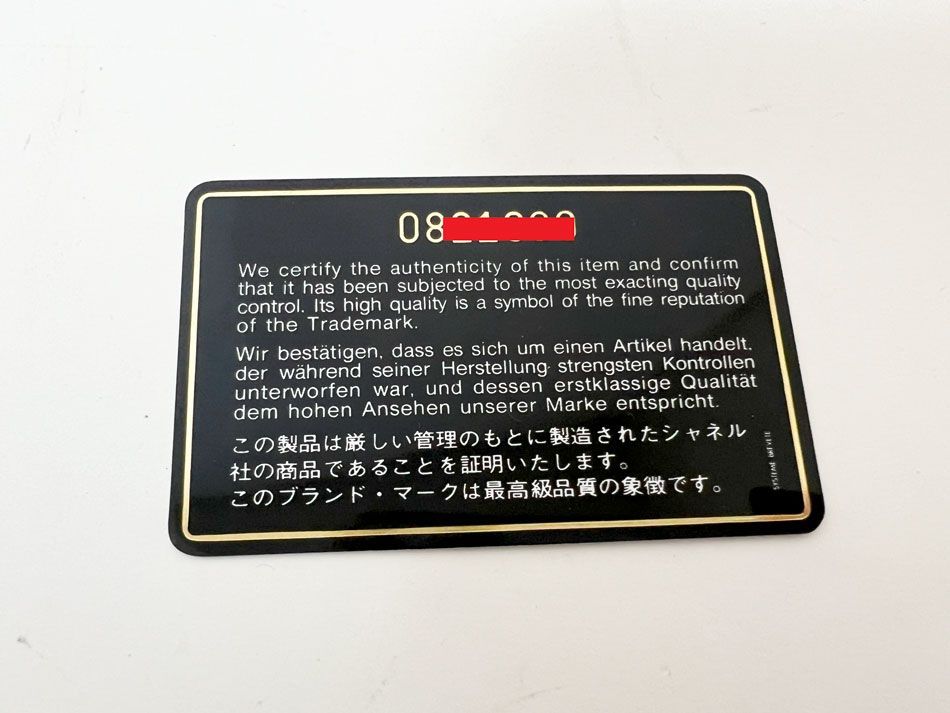 08
We certify the authenticity of this item and confirm
that it has been subjected to the most exacting quality
control. Its high quality is a symbol of the fine reputation
of the Trademark.
Wir bestätigen, dass es sich um einen Artikel handelt,
der während seiner Herstellung strengsten Kontrollen
unterworfen war, und dessen erstklassige Qualität
dem hohen Ansehen unserer Marke entspricht.
この製品は厳しい管理のもとに製造されたシャネル
社の商品であることを証明いたします。
このブランド・マークは最高級品質の象徴です。
SYSTEME BREVETE